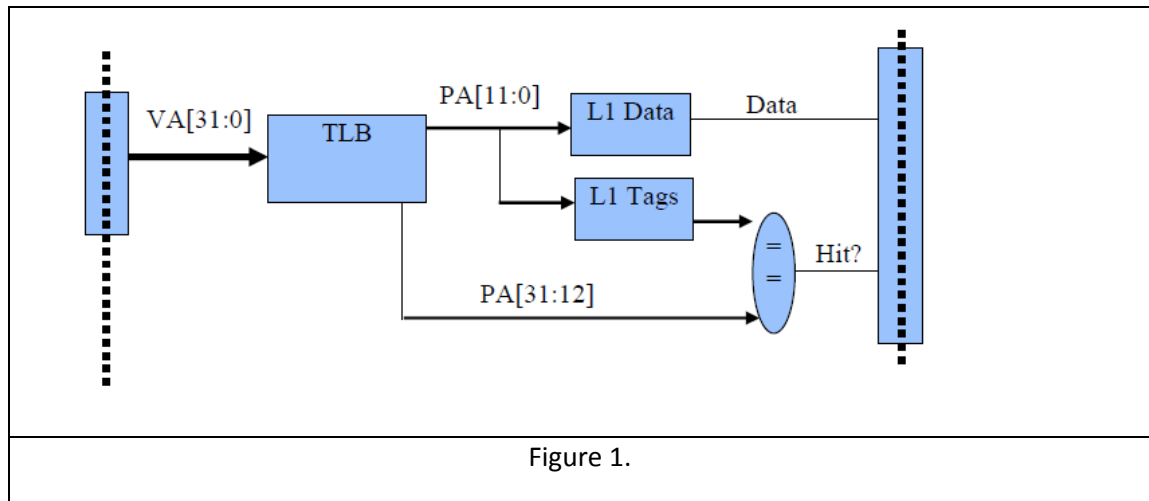 VA[31:0]
TLB
PA[11:0]
L1 Data
Data
L1 Tags
=
=
Hit?
PA[31:12]
Figure 1.